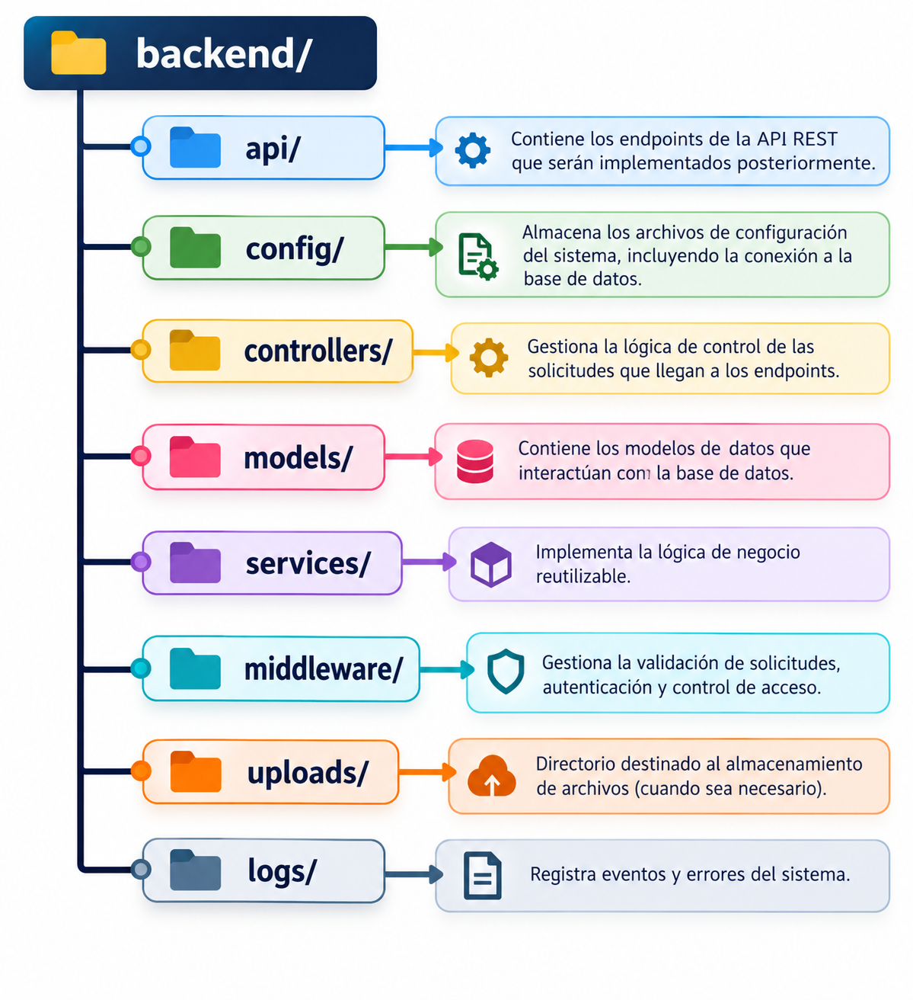 backend/
api/
Contiene los endpoints de la API REST
que serán implementados posteriormente.
config/
Almacena los archivos de configuración
del sistema, incluyendo la conexión a la
base de datos.
controllers/
Gestiona la lógica de control de las
solicitudes que llegan a los endpoints.
models/
Contiene los modelos de datos que
interactúan con la base de datos.
services/
Implementa la lógica de negocio
reutilizable.
middleware/
Gestiona la validación de solicitudes,
autenticación y control de acceso.
uploads/
Directorio destinado al almacenamiento
de archivos (cuando sea necesario).
logs/
Registra eventos y errores del sistema.